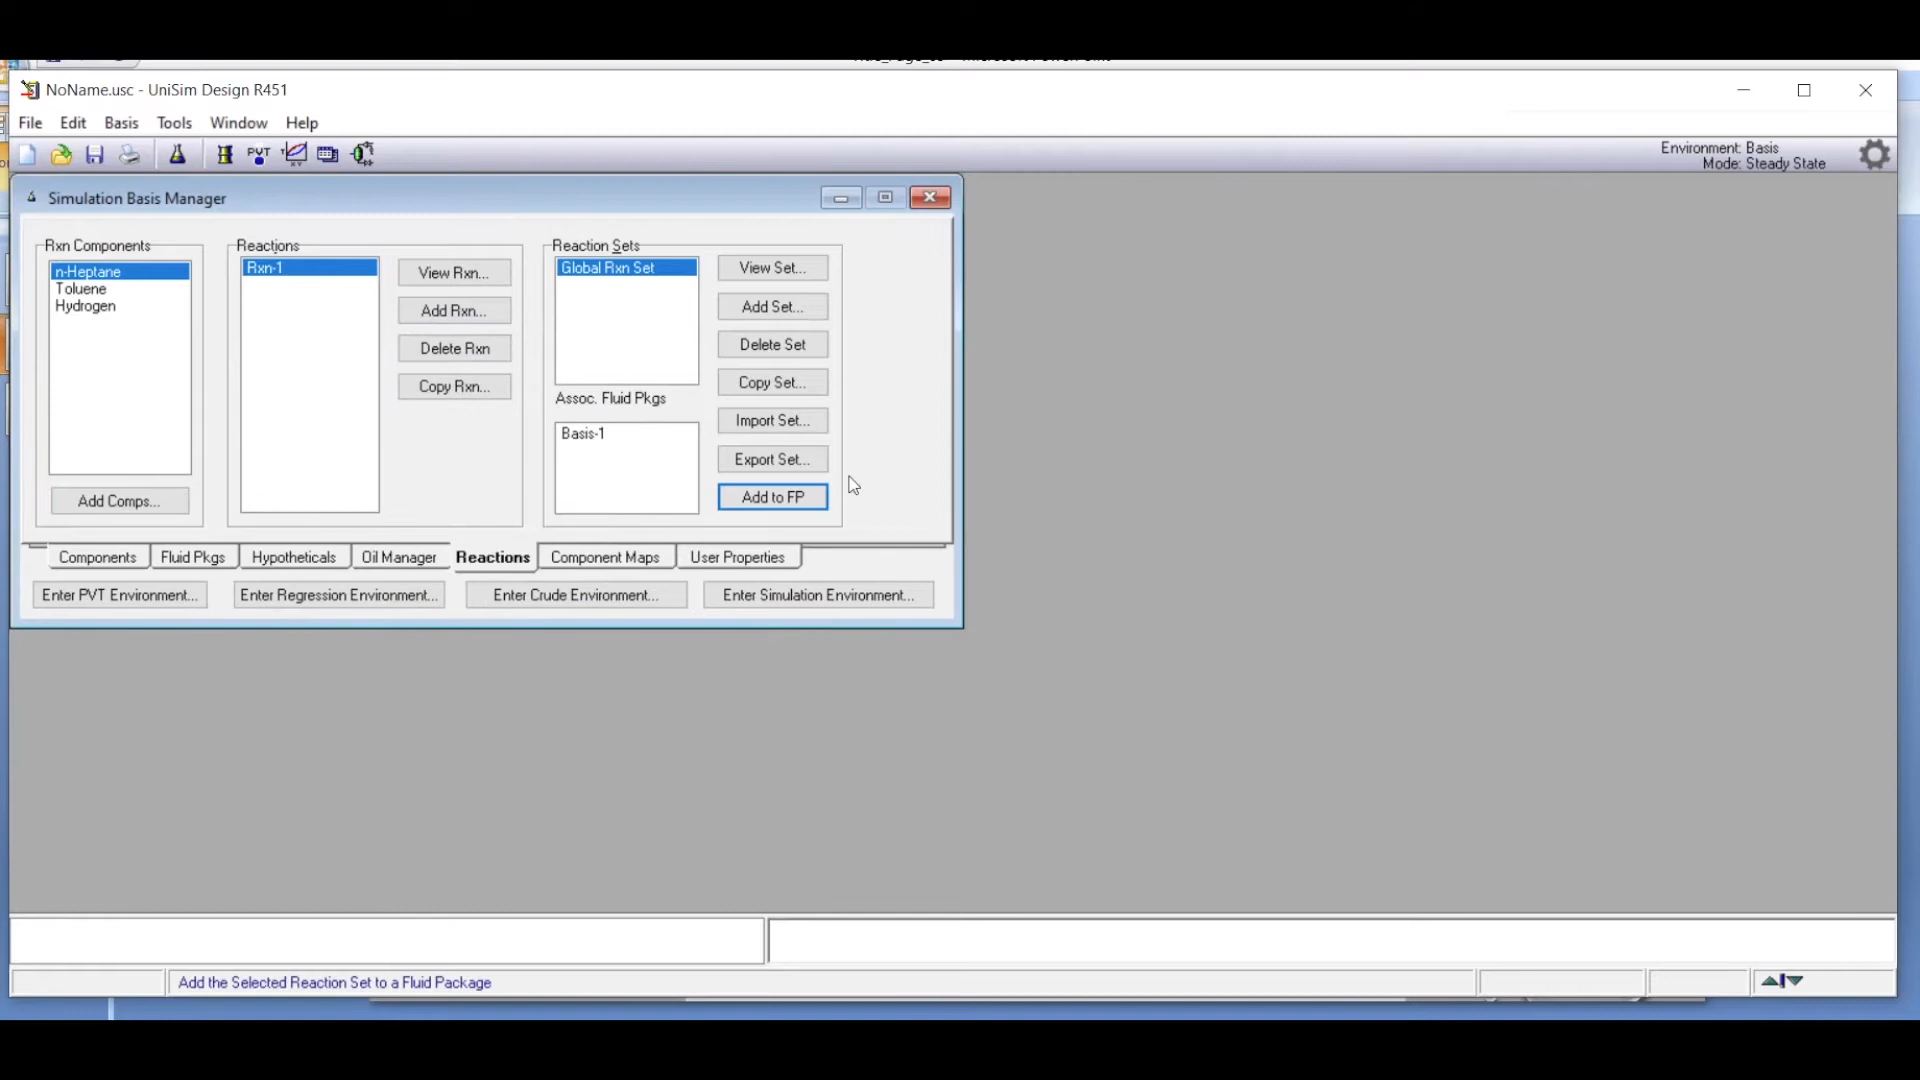 NoName.usc - UniSim Design R451
File Edit Basis Tools Window Help
PVT
Environment: Basis
Mode: Steady State
Simulation Basis Manager
Rxn Components
n-Heptane
Toluene
Hydrogen
Add Comps...
Reactions
Rxn-1
View Rxn...
Add Rxn...
Delete Rxn
Copy Rxn...
Reaction Sets
Global Rxn Set
Assoc. Fluid Pkgs
Basis-1
View Set...
Add Set...
Delete Set
Copy Set...
Import Set...
Export Set...
Add to FP
Components Fluid Pkgs Hypotheticals Oil Manager Reactions Component Maps User Properties
Enter PVT Environment... Enter Regression Environment... Enter Crude Environment... Enter Simulation Environment...
Add the Selected Reaction Set to a Fluid Package